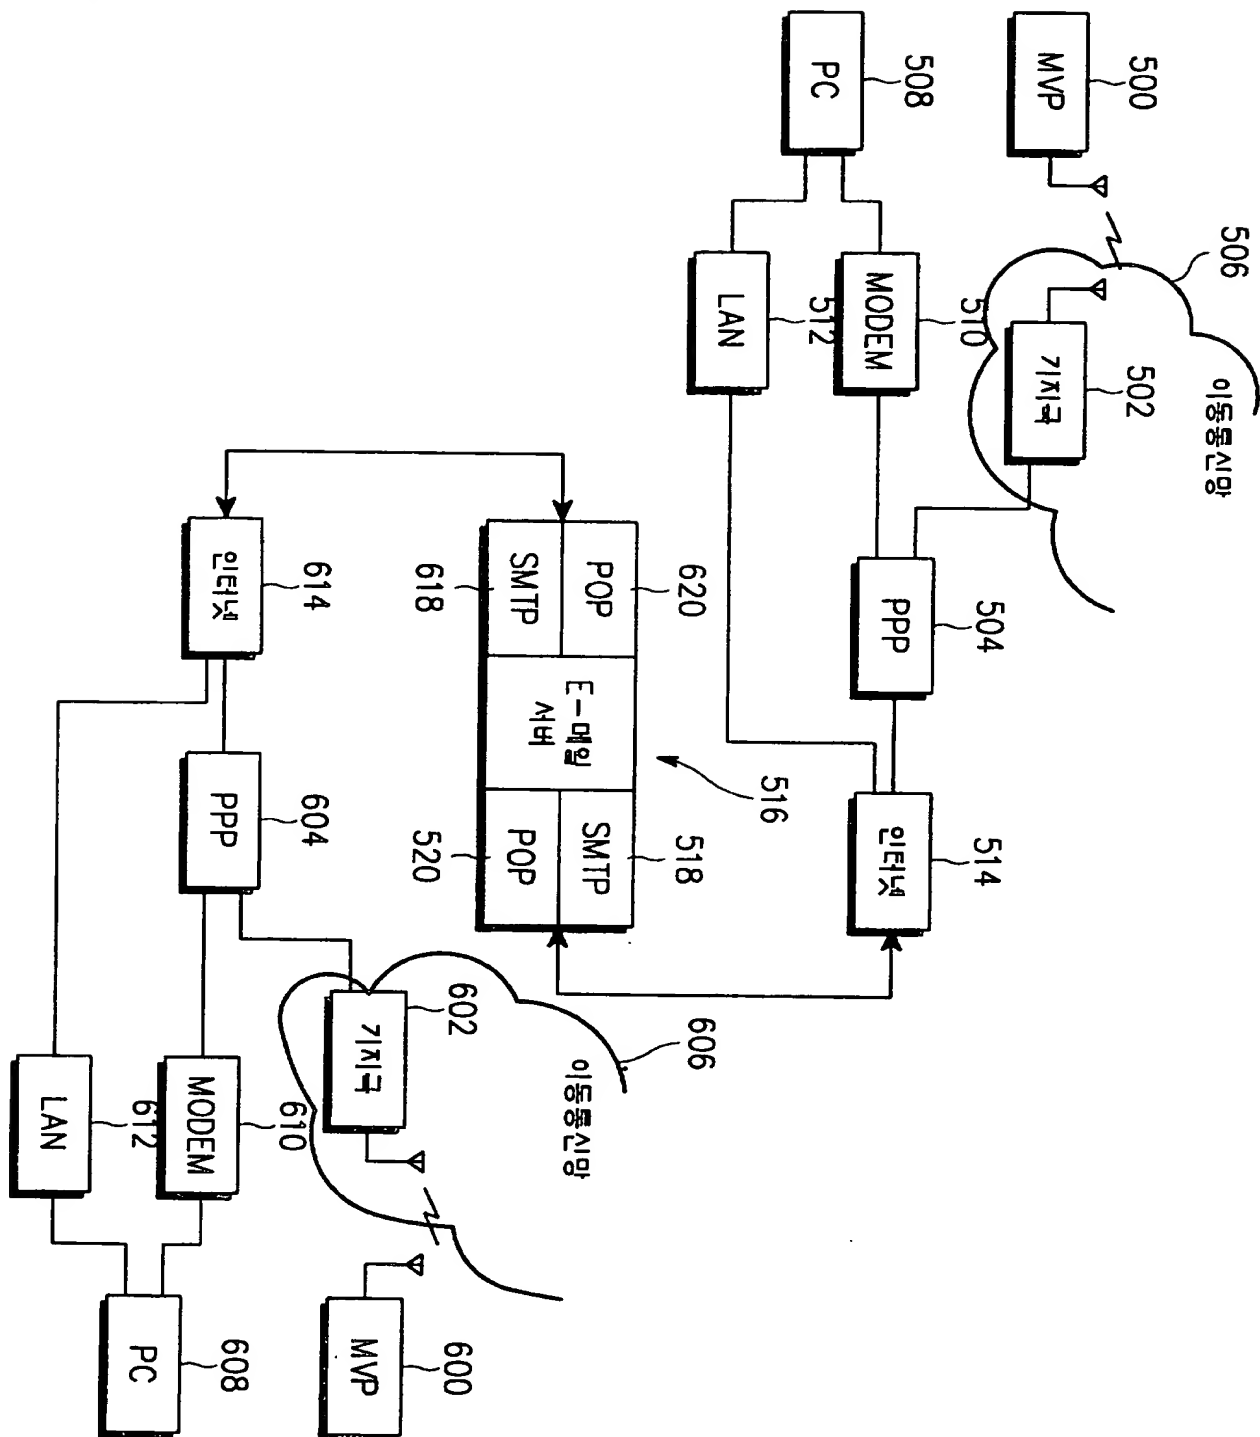 500
MVP
506
이동통신망
502
기지국
508
PC
510
MODEM
512
LAN
504
PPP
514
인터넷
516
620
POP
618
SMTP
E-메일
서버
518
SMTP
520
POP
614
인터넷
604
PPP
606
이동통신망
602
기지국
610
MODEM
612
LAN
600
MVP
608
PC